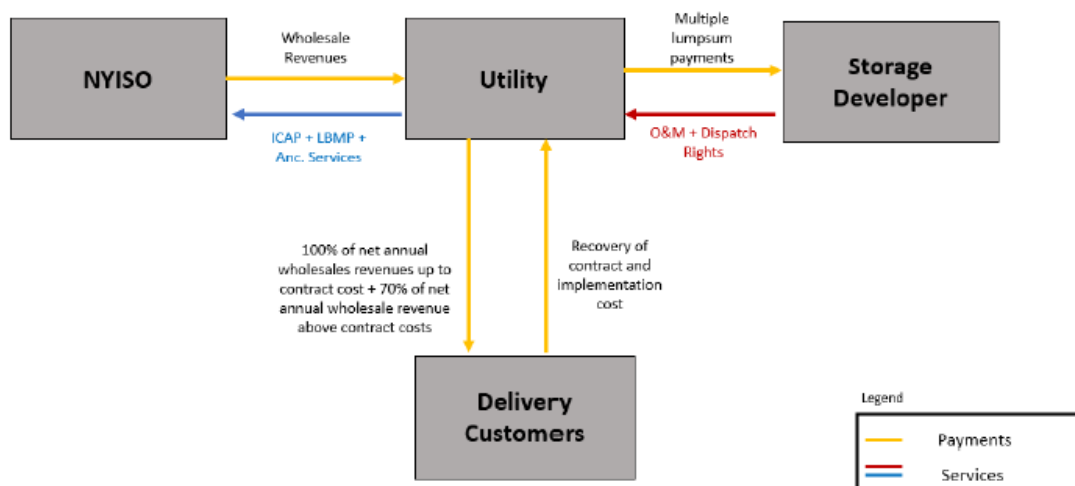 NYISO
Wholesale
Revenues
ICAP + LBMP +
Anc. Services
Utility
Multiple
lumpsum
payments
O&M + Dispatch
Rights
Storage
Developer
100% of net annual
wholesales revenues up to
contract cost + 70% of net
annual wholesale revenue
above contract costs
Recovery of
contract and
implementation
cost
Delivery
Customers
Legend
Payments
Services